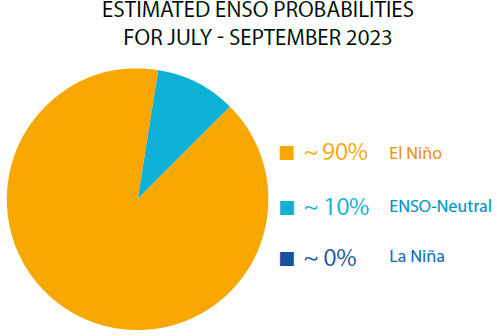 ESTIMATED ENSO PROBABILITIES
FOR JULY - SEPTEMBER 2023
~ 90% El Niño
~ 10% ENSO-Neutral
~ 0% La Niña